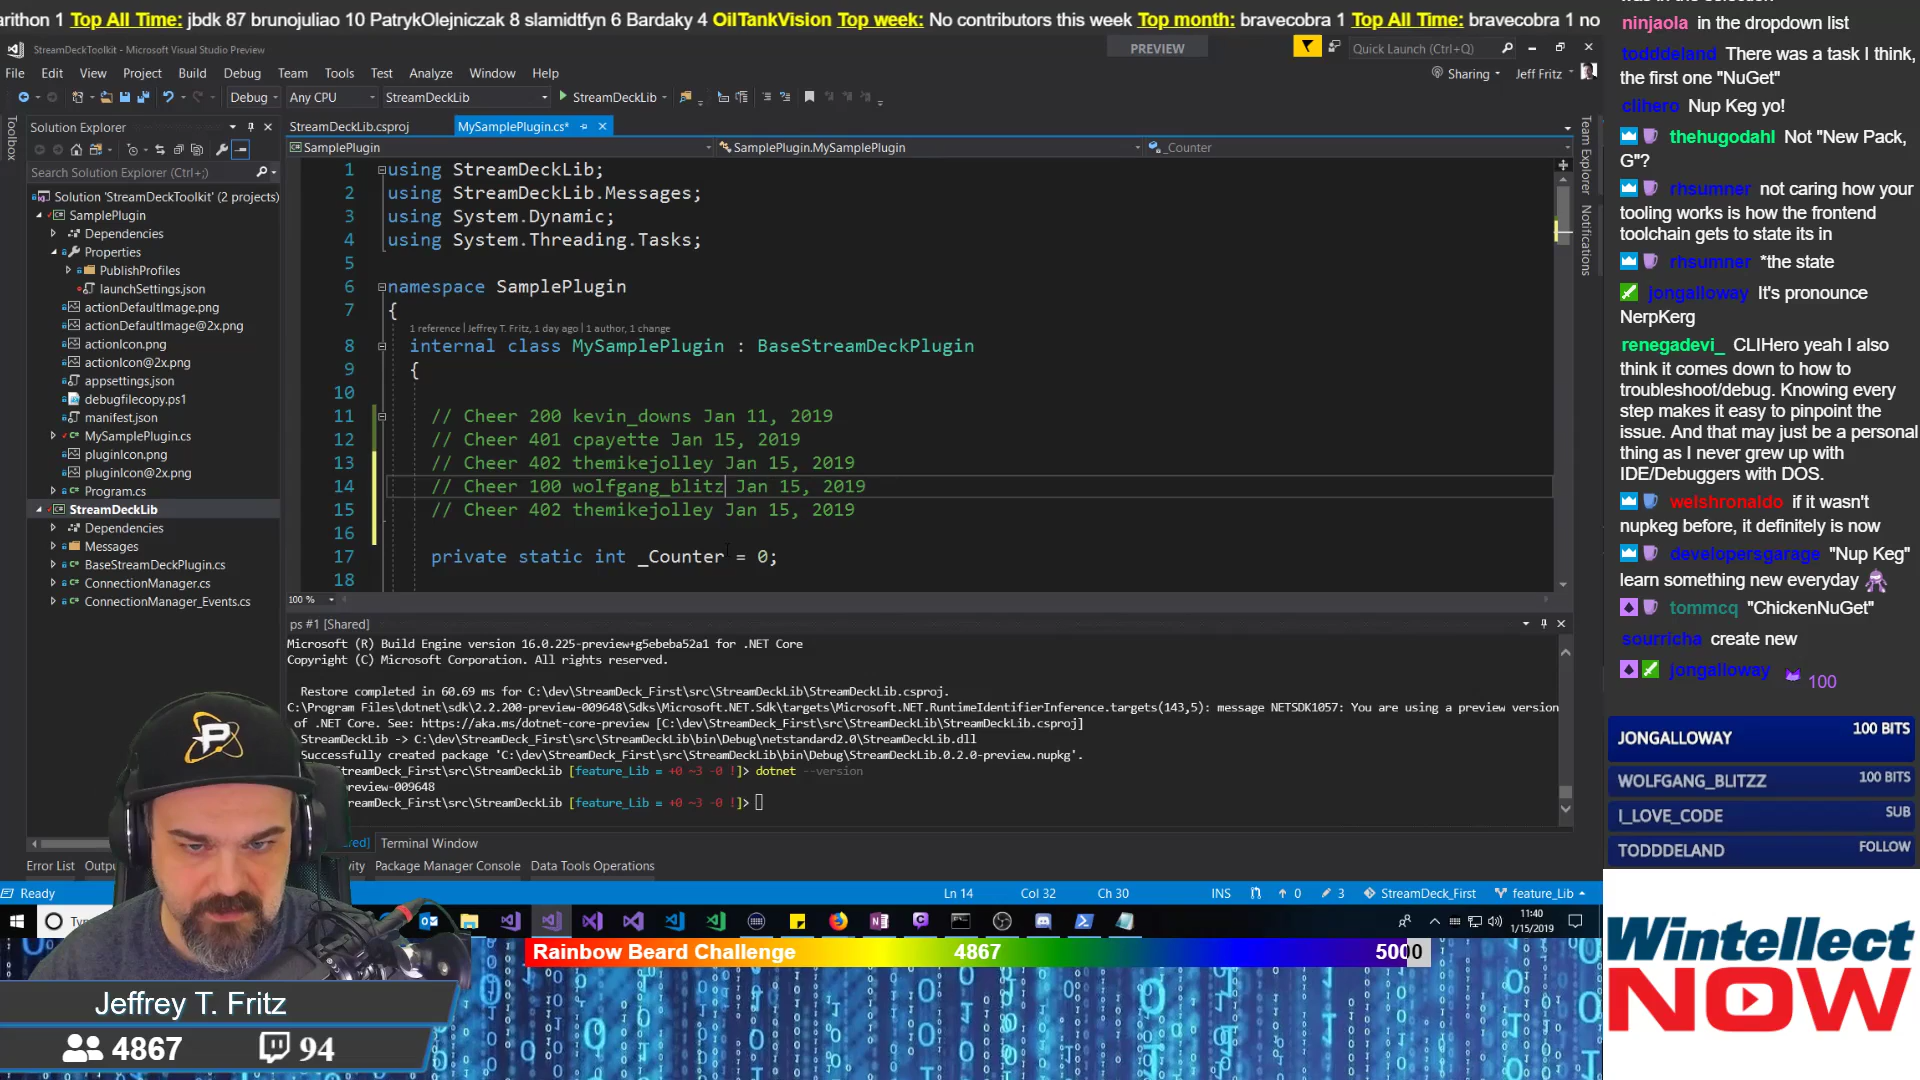 arithon 1 Top All Time: jbdk 87 brunojuliao 10 PatrykOlejniczak 8 slamidtfyn 6 Bardaky 4 OilTankVision Top week: No contributors this week Top month: bravecobra 1 Top All Time: bravecobra 1 no
StreamDeckToolkit - Microsoft Visual Studio Preview
PREVIEW
Quick Launch (Ctrl+Q)
File Edit View Project Build Debug Team Tools Test Analyze Window Help
Sharing
Jeff Fritz
Debug
Any CPU
StreamDeckLib
StreamDeckLib
Toolbox
Solution Explorer
Search Solution Explorer (Ctrl+;)
Solution 'StreamDeckToolkit' (2 projects)
SamplePlugin
Dependencies
Properties
PublishProfiles
launchSettings.json
actionDefaultImage.png
actionDefaultImage@2x.png
actionIcon.png
actionIcon@2x.png
appsettings.json
debugfilecopy.ps1
manifest.json
MySamplePlugin.cs
pluginIcon.png
pluginIcon@2x.png
Program.cs
StreamDeckLib
Dependencies
Messages
BaseStreamDeckPlugin.cs
ConnectionManager.cs
ConnectionManager_Events.cs
StreamDeckLib.csproj
MySamplePlugin.cs*
SamplePlugin
SamplePlugin.MySamplePlugin
_Counter
1 using StreamDeckLib;
2 using StreamDeckLib.Messages;
3 using System.Dynamic;
4 using System.Threading.Tasks;
5
6 namespace SamplePlugin
7 {
1 reference | Jeffrey T. Fritz, 1 day ago | 1 author, 1 change
8 internal class MySamplePlugin : BaseStreamDeckPlugin
9 {
10
11 // Cheer 200 kevin_downs Jan 11, 2019
12 // Cheer 401 cpayette Jan 15, 2019
13 // Cheer 402 themikejolley Jan 15, 2019
14 // Cheer 100 wolfgang_blitz Jan 15, 2019
15 // Cheer 402 themikejolley Jan 15, 2019
16
17 private static int _Counter = 0;
18
100 %
Team Explorer
Notifications
ps #1 [Shared]
Microsoft (R) Build Engine version 16.0.225-preview+g5ebeba52a1 for .NET Core
Copyright (C) Microsoft Corporation. All rights reserved.
Restore completed in 60.69 ms for C:\dev\StreamDeck_First\src\StreamDeckLib\StreamDeckLib.csproj.
C:\Program Files\dotnet\sdk\2.2.200-preview-009648\Sdks\Microsoft.NET.Sdk\targets\Microsoft.NET.RuntimeIdentifierInference.targets(143,5): message NETSDK1057: You are using a preview version
of .NET Core. See: https://aka.ms/dotnet-core-preview [C:\dev\StreamDeck_First\src\StreamDeckLib\StreamDeckLib.csproj]
StreamDeckLib -> C:\dev\StreamDeck_First\src\StreamDeckLib\bin\Debug\netstandard2.0\StreamDeckLib.dll
Successfully created package 'C:\dev\StreamDeck_First\src\StreamDeckLib\bin\Debug\StreamDeckLib.0.2.0-preview.nupkg'.
treamDeck_First\src\StreamDeckLib [feature_Lib ≡ +0 ~3 -0 !]> dotnet --version
review-009648
treamDeck_First\src\StreamDeckLib [feature_Lib ≡ +0 ~3 -0 !]>
ed]
Terminal Window
Error List
Outp
ivity
Package Manager Console
Data Tools Operations
Ready
Ln 14
Col 32
Ch 30
INS
0
3
StreamDeck_First
feature_Lib
11:40
1/15/2019
in the dropdown list
ninjaola
todddeland There was a task I think,
the first one "NuGet"
clihero Nup Keg yo!
thehugodahl Not "New Pack,
G"?
rhsumner not caring how your
tooling works is how the frontend
toolchain gets to state its in
rhsumner *the state
jongalloway It's pronounce
NerpKerg
renegadevi_ CLIHero yeah I also
think it comes down to how to
troubleshoot/debug. Knowing every
step makes it easy to pinpoint the
issue. And that may just be a personal
thing as I never grew up with
IDE/Debuggers with DOS.
welshronaldo if it wasn't
nupkeg before, it definitely is now
developersgarage "Nup Keg"
learn something new everyday
tommcq "ChickenNuGet"
sourricha create new
jongalloway 100
JONGALLOWAY 100 BITS
WOLFGANG_BLITZZ 100 BITS
I_LOVE_CODE SUB
TODDDELAND FOLLOW
Wintellect
NOW
Rainbow Beard Challenge 4867 5000
Jeffrey T. Fritz
4867 94